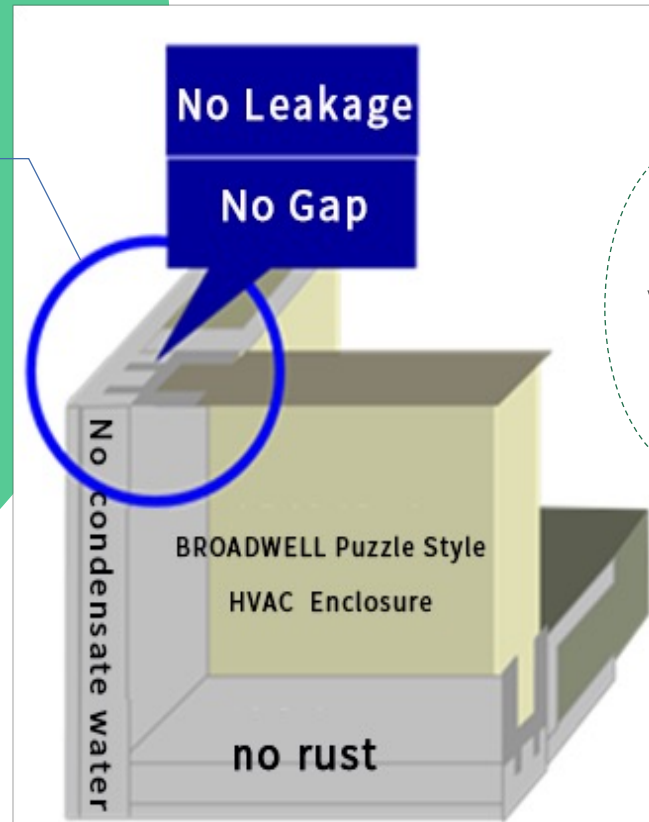 No Leakage
No Gap
No condensate water
BROADWELL Puzzle Style
HVAC Enclosure
no rust